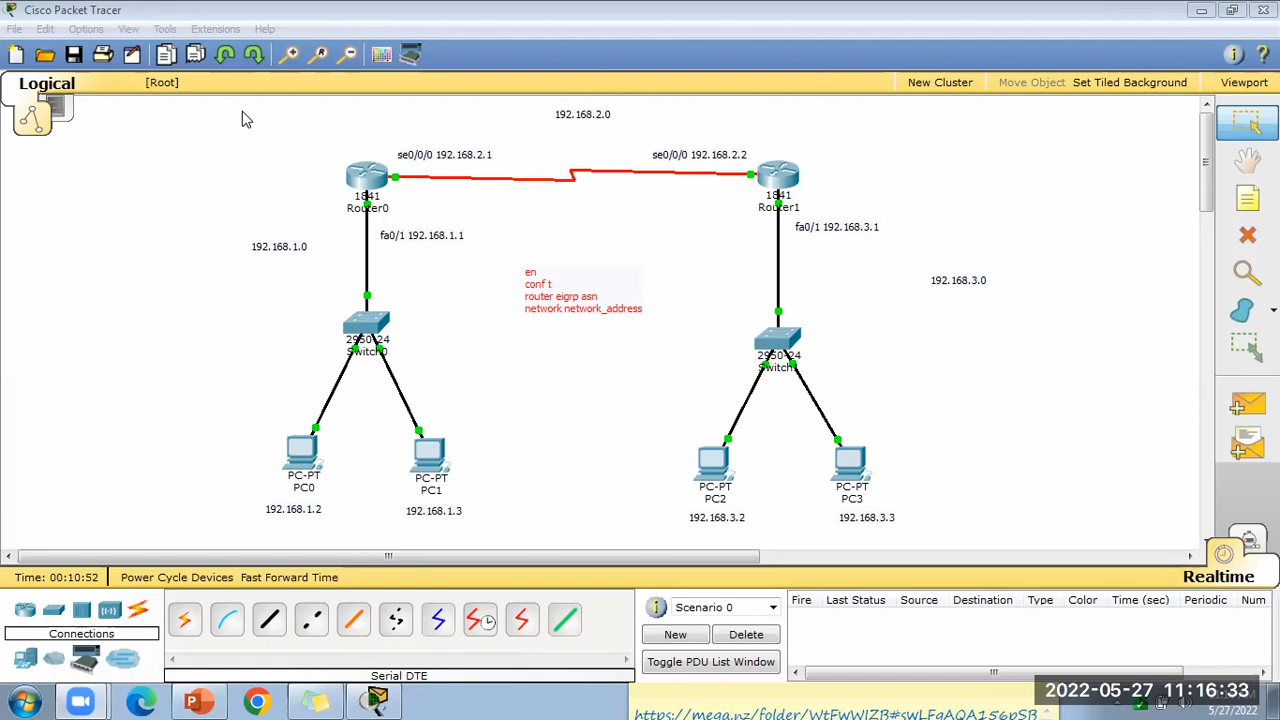 Cisco Packet Tracer
File Edit Options View Tools Extensions Help
Logical
[Root]
New Cluster Move Object Set Tiled Background Viewport
192.168.2.0
se0/0/0 192.168.2.1
se0/0/0 192.168.2.2
1841
Router0
1841
Router1
fa0/1 192.168.1.1
fa0/1 192.168.3.1
192.168.1.0
192.168.3.0
en
conf t
router eigrp asn
network network_address
2950-24
Switch0
2950-24
PC-PT
PC0
192.168.1.2
PC-PT
PC1
192.168.1.3
PC-PT
PC2
192.168.3.2
PC-PT
PC3
192.168.3.3
Time: 00:10:52 Power Cycle Devices Fast Forward Time
Realtime
Connections
Serial DTE
Scenario 0
New Delete
Toggle PDU List Window
Fire Last Status Source Destination Type Color Time (sec) Periodic Num
https://mega.nz/folder/WtFwWIZB#sWLFgAQA156pSB
2022-05-27 11:16:33
5/27/2022